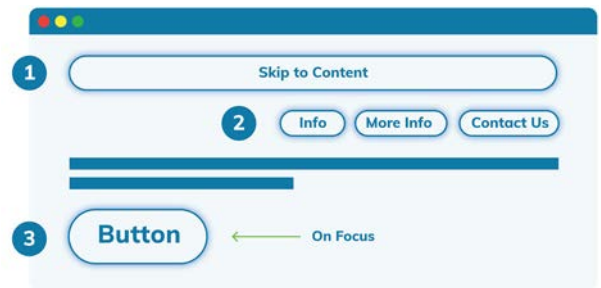 1 Skip to Content
2 Info More Info Contact Us
3 Button On Focus